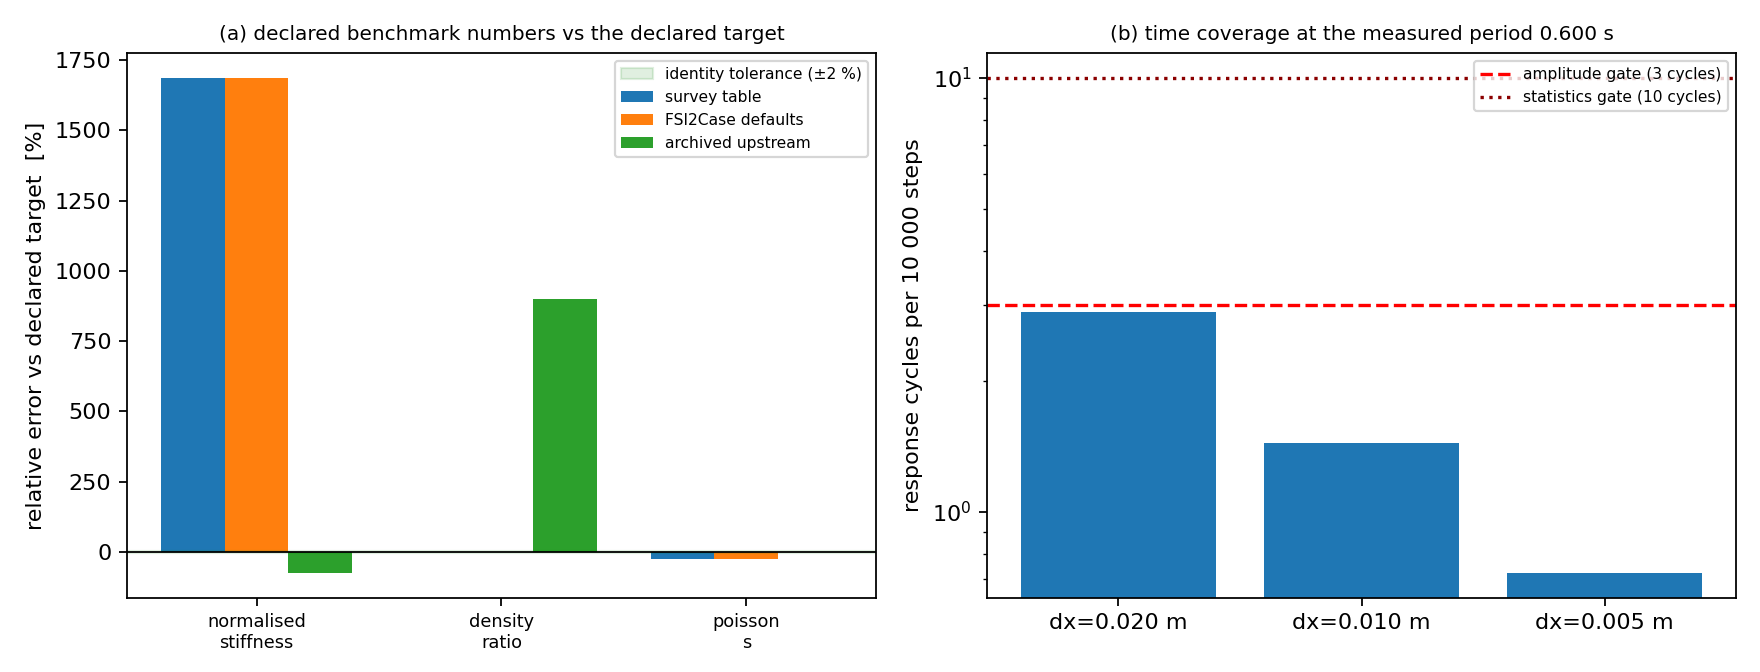 (a) declared benchmark numbers vs the declared target
relative error vs declared target [%]
1750
1500
1250
1000
750
500
250
0
identity tolerance (±2 %)
survey table
FSI2Case defaults
archived upstream
normalised
stiffness
density
ratio
poisson
s
(b) time coverage at the measured period 0.600 s
response cycles per 10 000 steps
10¹
10⁰
amplitude gate (3 cycles)
statistics gate (10 cycles)
dx=0.020 m
dx=0.010 m
dx=0.005 m